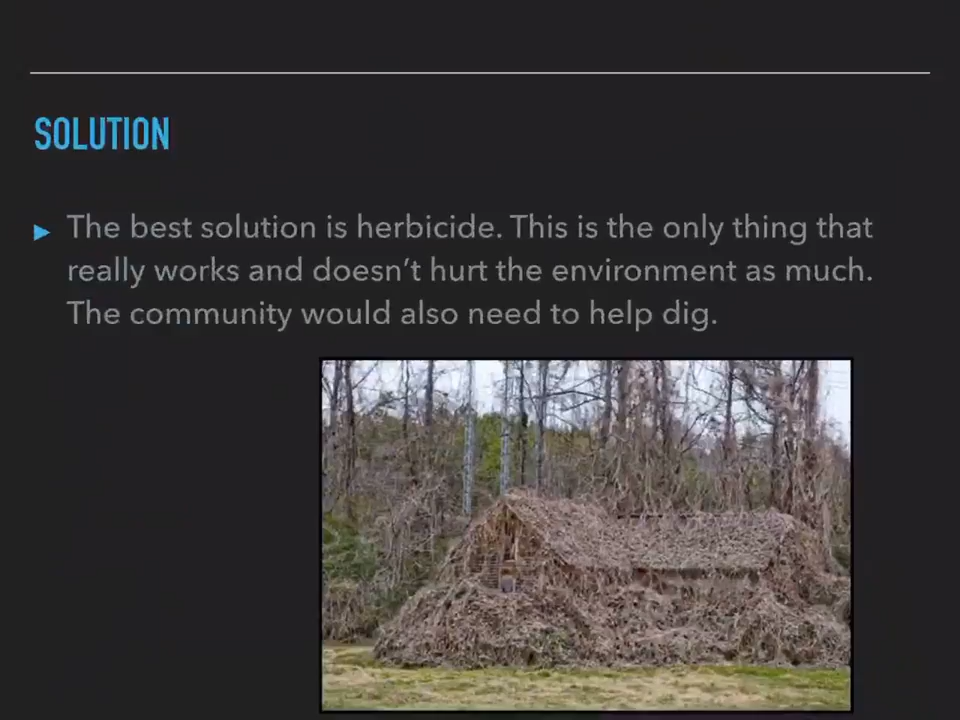 SOLUTION
The best solution is herbicide. This is the only thing that
really works and doesn’t hurt the environment as much.
The community would also need to help dig.